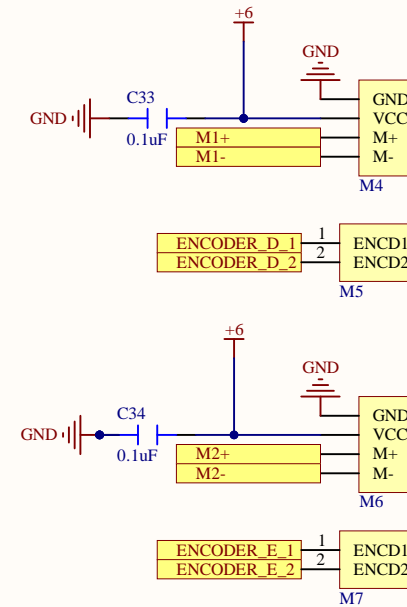 +6
GND
C33
GND
GND
VCC
0.1uF
M1+
M+
M1-
M-
M4
ENCODER_D_1
1
ENCD1
ENCODER_D_2
2
ENCD2
M5
+6
GND
C34
GND
GND
VCC
0.1uF
M2+
M+
M2-
M-
M6
ENCODER_E_1
1
ENCD1
ENCODER_E_2
2
ENCD2
M7